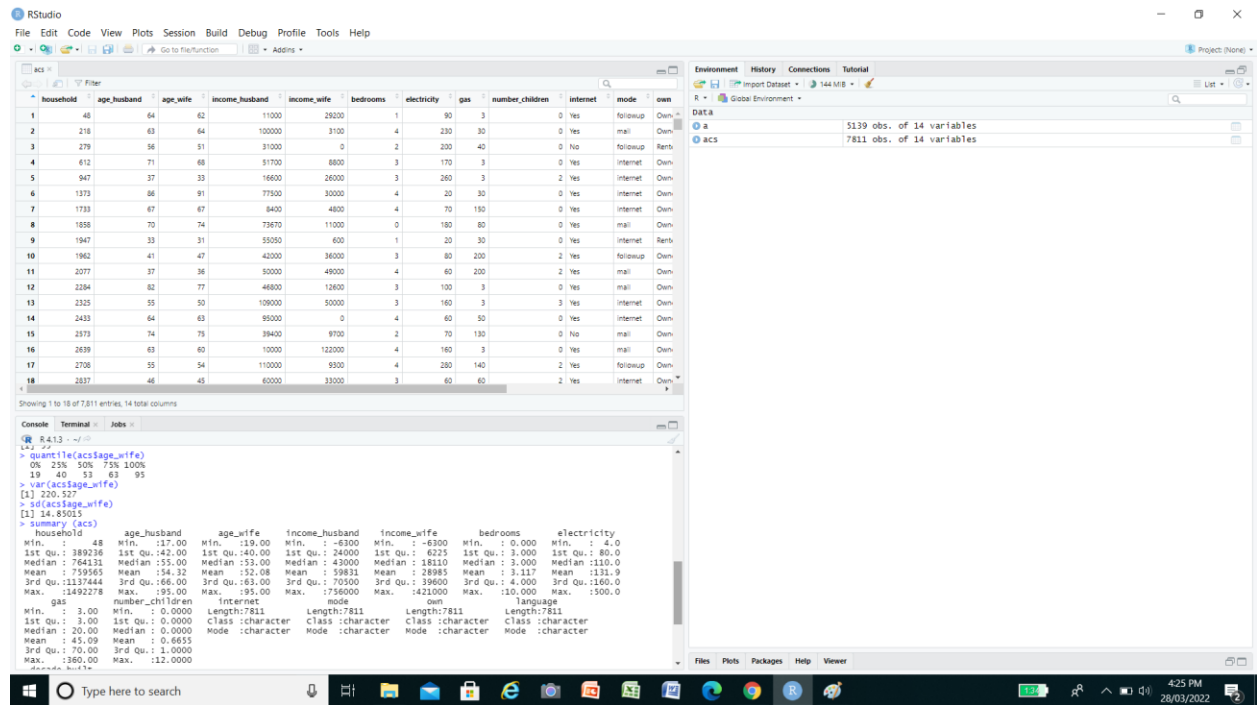 RStudio
File Edit Code View Plots Session Build Debug Profile Tools Help
Go to file/function Addins Project: (None)
acs
Filter
household age_husband age_wife income_husband income_wife bedrooms electricity gas number_children internet mode own
1 48 64 62 11000 29200 1 90 3 0 Yes followup Own
2 218 63 64 100000 3100 4 230 30 0 Yes mail Own
3 279 56 51 31000 0 2 200 40 0 No followup Rent
4 612 71 68 51700 8800 3 170 3 0 Yes internet Own
5 947 37 33 16600 26000 3 260 3 2 Yes internet Own
6 1373 86 91 77500 30000 4 20 30 0 Yes internet Own
7 1733 67 67 8400 4800 4 70 150 0 Yes internet Own
8 1858 70 74 73670 11000 0 180 80 0 Yes mail Own
9 1947 33 31 55050 600 1 20 30 0 Yes internet Rent
10 1962 41 47 42000 36000 3 80 200 2 Yes followup Own
11 2077 37 36 50000 49000 4 60 200 2 Yes mail Own
12 2284 82 77 46800 12600 3 100 3 0 Yes mail Own
13 2325 55 50 109000 50000 3 160 3 3 Yes internet Own
14 2433 64 63 95000 0 4 60 50 0 Yes internet Own
15 2573 74 75 39400 9700 2 70 130 0 No mail Own
16 2639 63 60 10000 122000 4 160 3 0 Yes mail Own
17 2708 55 54 110000 9300 4 280 140 2 Yes followup Own
18 2837 46 45 60000 33000 3 60 60 2 Yes internet Own
Showing 1 to 18 of 7,811 entries, 14 total columns
Console Terminal Jobs
R 4.1.3 · ~/
> quantile(acs$age_wife)
0% 25% 50% 75% 100%
19 40 53 63 95
> var(acs$age_wife)
[1] 220.527
> sd(acs$age_wife)
[1] 14.85015
> summary (acs)
household age_husband age_wife income_husband income_wife bedrooms electricity
Min. : 48 Min. :17.00 Min. :19.00 Min. : -6300 Min. : -6300 Min. : 0.000 Min. : 4.0
1st Qu.: 389236 1st Qu.:42.00 1st Qu.:40.00 1st Qu.: 24000 1st Qu.: 6225 1st Qu.: 3.000 1st Qu.: 80.0
Median : 764131 Median :55.00 Median :53.00 Median : 43000 Median : 18110 Median : 3.000 Median :110.0
Mean : 759565 Mean :54.32 Mean :52.08 Mean : 59831 Mean : 28985 Mean : 3.117 Mean :131.9
3rd Qu.:1137444 3rd Qu.:66.00 3rd Qu.:63.00 3rd Qu.: 70500 3rd Qu.: 39600 3rd Qu.: 4.000 3rd Qu.:160.0
Max. :1492278 Max. :95.00 Max. :95.00 Max. :756000 Max. :421000 Max. :10.000 Max. :500.0
gas number_children internet mode own language
Min. : 3.00 Min. : 0.0000 Length:7811 Length:7811 Length:7811 Length:7811
1st Qu.: 3.00 1st Qu.: 0.0000 Class :character Class :character Class :character Class :character
Median : 20.00 Median : 0.0000 Mode :character Mode :character Mode :character Mode :character
Mean : 45.09 Mean : 0.6655
3rd Qu.: 70.00 3rd Qu.: 1.0000
Max. :360.00 Max. :12.0000
Environment History Connections Tutorial
Import Dataset 144 MiB List
R Global Environment
Data
a 5139 obs. of 14 variables
acs 7811 obs. of 14 variables
Files Plots Packages Help Viewer
Type here to search
4:25 PM
28/03/2022